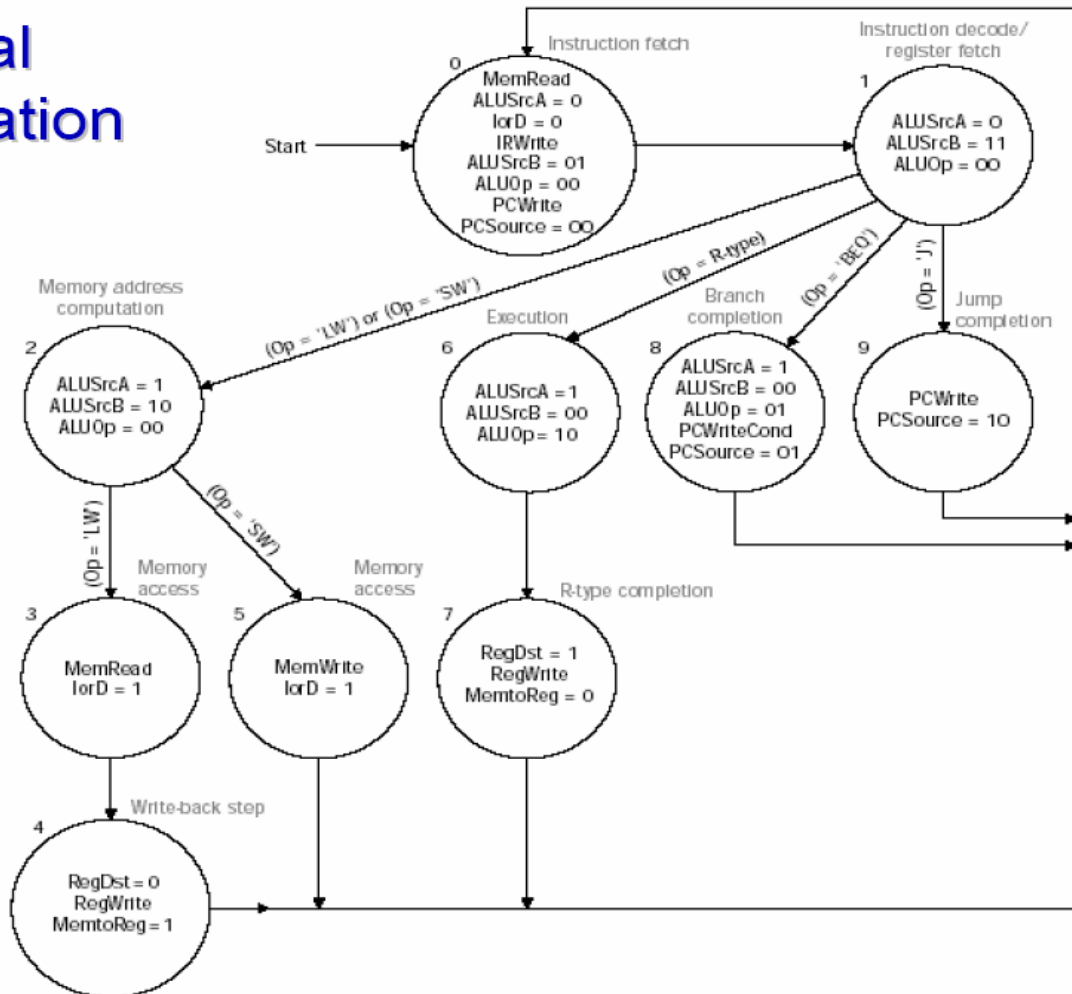 al
ation
Start
Instruction fetch
0
MemRead
ALUSrcA = 0
IorD = 0
IRWrite
ALUSrcB = 01
ALUOp = 00
PCWrite
PCSource = 00
Instruction decode/
register fetch
1
ALUSrcA = 0
ALUSrcB = 11
ALUOp = 00
(Op = 'LW') or (Op = 'SW')
(Op = R-type)
(Op = 'BEQ')
(Op = 'J')
Memory address
computation
2
ALUSrcA = 1
ALUSrcB = 10
ALUOp = 00
Execution
6
ALUSrcA = 1
ALUSrcB = 00
ALUOp= 10
Branch
completion
8
ALUSrcA = 1
ALUSrcB = 00
ALUOp = 01
PCWriteCond
PCSource = 01
Jump
completion
9
PCWrite
PCSource = 10
(Op = 'LW')
(Op = 'SW')
Memory
access
3
MemRead
IorD = 1
Memory
access
5
MemWrite
IorD = 1
R-type completion
7
RegDst = 1
RegWrite
MemtoReg = 0
Write-back step
4
RegDst = 0
RegWrite
MemtoReg = 1